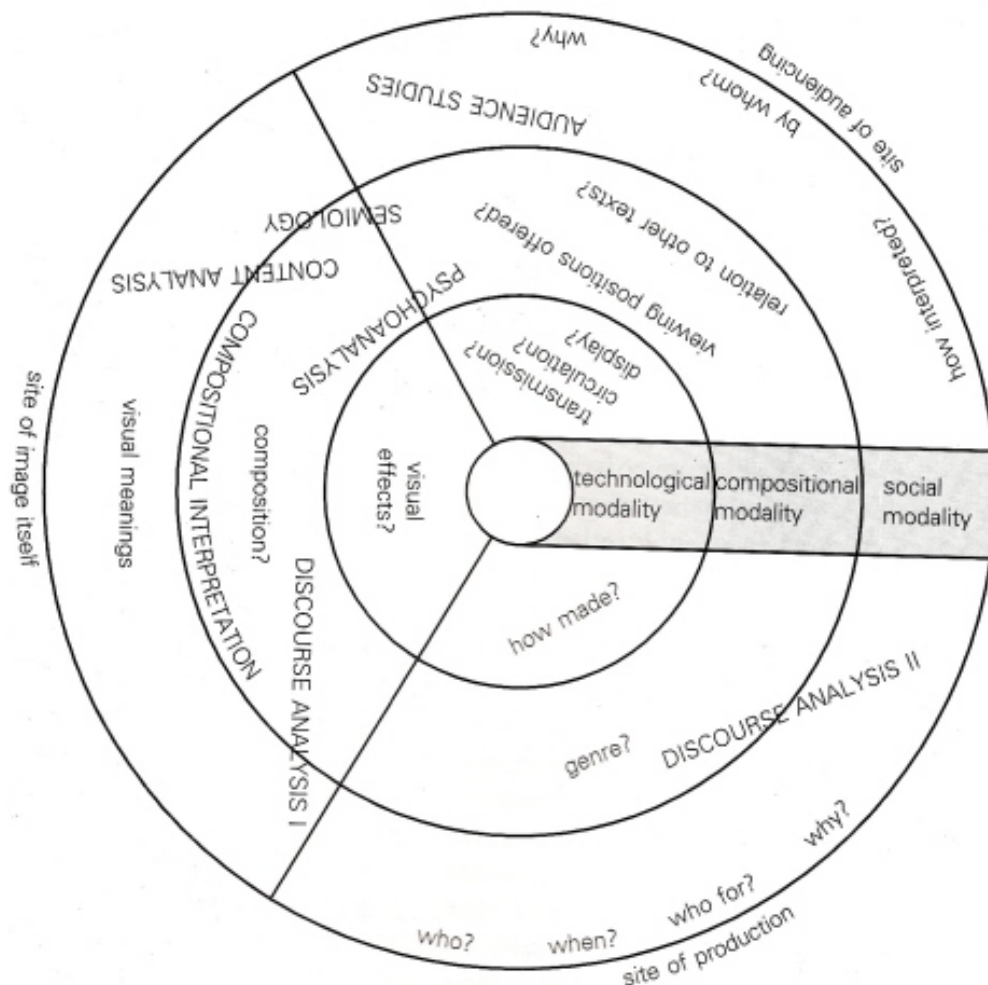 site of audiencing
why?
by whom?
how interpreted?
AUDIENCE STUDIES
relation to other texts?
viewing positions offered?
display?
circulation?
transmission?
SEMIOLOGY
CONTENT ANALYSIS
PSYCHOANALYSIS
COMPOSITIONAL INTERPRETATION
site of image itself
visual meanings
composition?
visual
effects?
DISCOURSE ANALYSIS I
technological
modality
compositional
modality
social
modality
how made?
genre?
DISCOURSE ANALYSIS II
who?
when?
who for?
why?
site of production